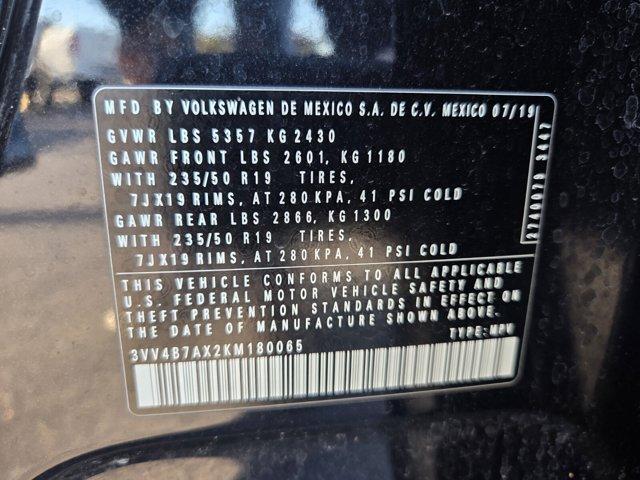 MFD BY VOLKSWAGEN DE MEXICO S.A. DE C.V. MEXICO 07/19
GVWR LBS 5357 KG 2430
GAWR FRONT LBS 2601, KG 1180
WITH 235/50 R19 TIRES,
7JX19 RIMS, AT 280 KPA, 41 PSI COLD
GAWR REAR LBS 2866, KG 1300
WITH 235/50 R19 TIRES,
7JX19 RIMS, AT 280 KPA, 41 PSI COLD
THIS VEHICLE CONFORMS TO ALL APPLICABLE
U.S. FEDERAL MOTOR VEHICLE SAFETY AND
THEFT PREVENTION STANDARDS IN EFFECT ON
THE DATE OF MANUFACTURE SHOWN ABOVE.
TYPE: MPV
3VV4B7AX2KM180065